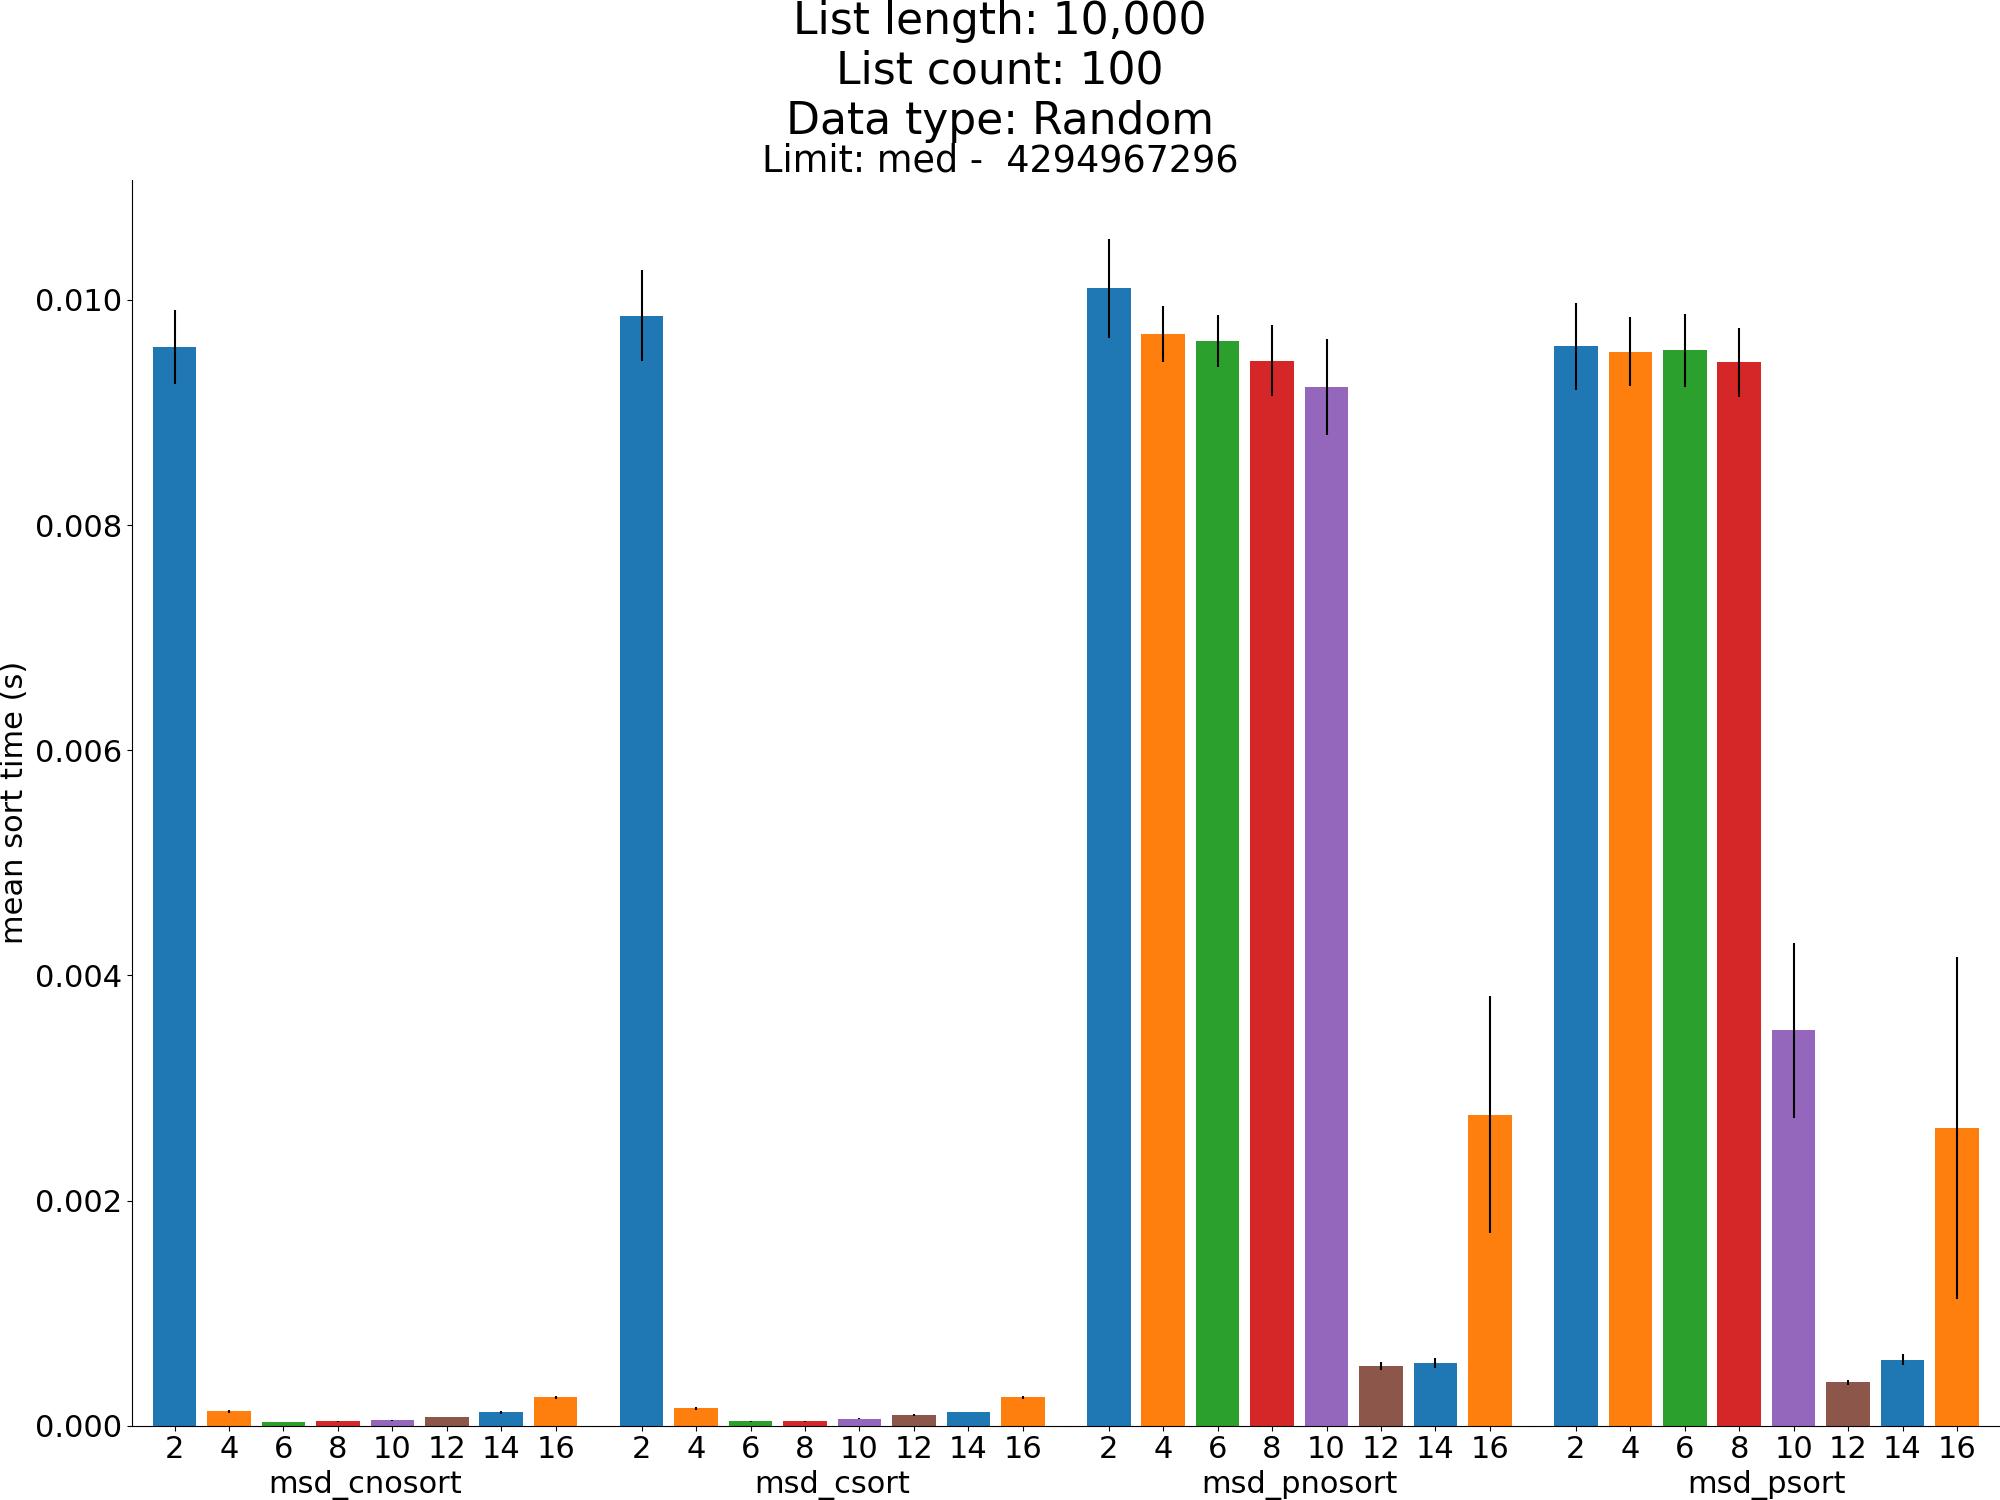 List length: 10,000
List count: 100
Data type: Random
Limit: med -  4294967296
mean sort time (s)
0.010
0.008
0.006
0.004
0.002
0.000
2 4 6 8 10 12 14 16 2 4 6 8 10 12 14 16 2 4 6 8 10 12 14 16 2 4 6 8 10 12 14 16
msd_cnosort msd_csort msd_pnosort msd_psort